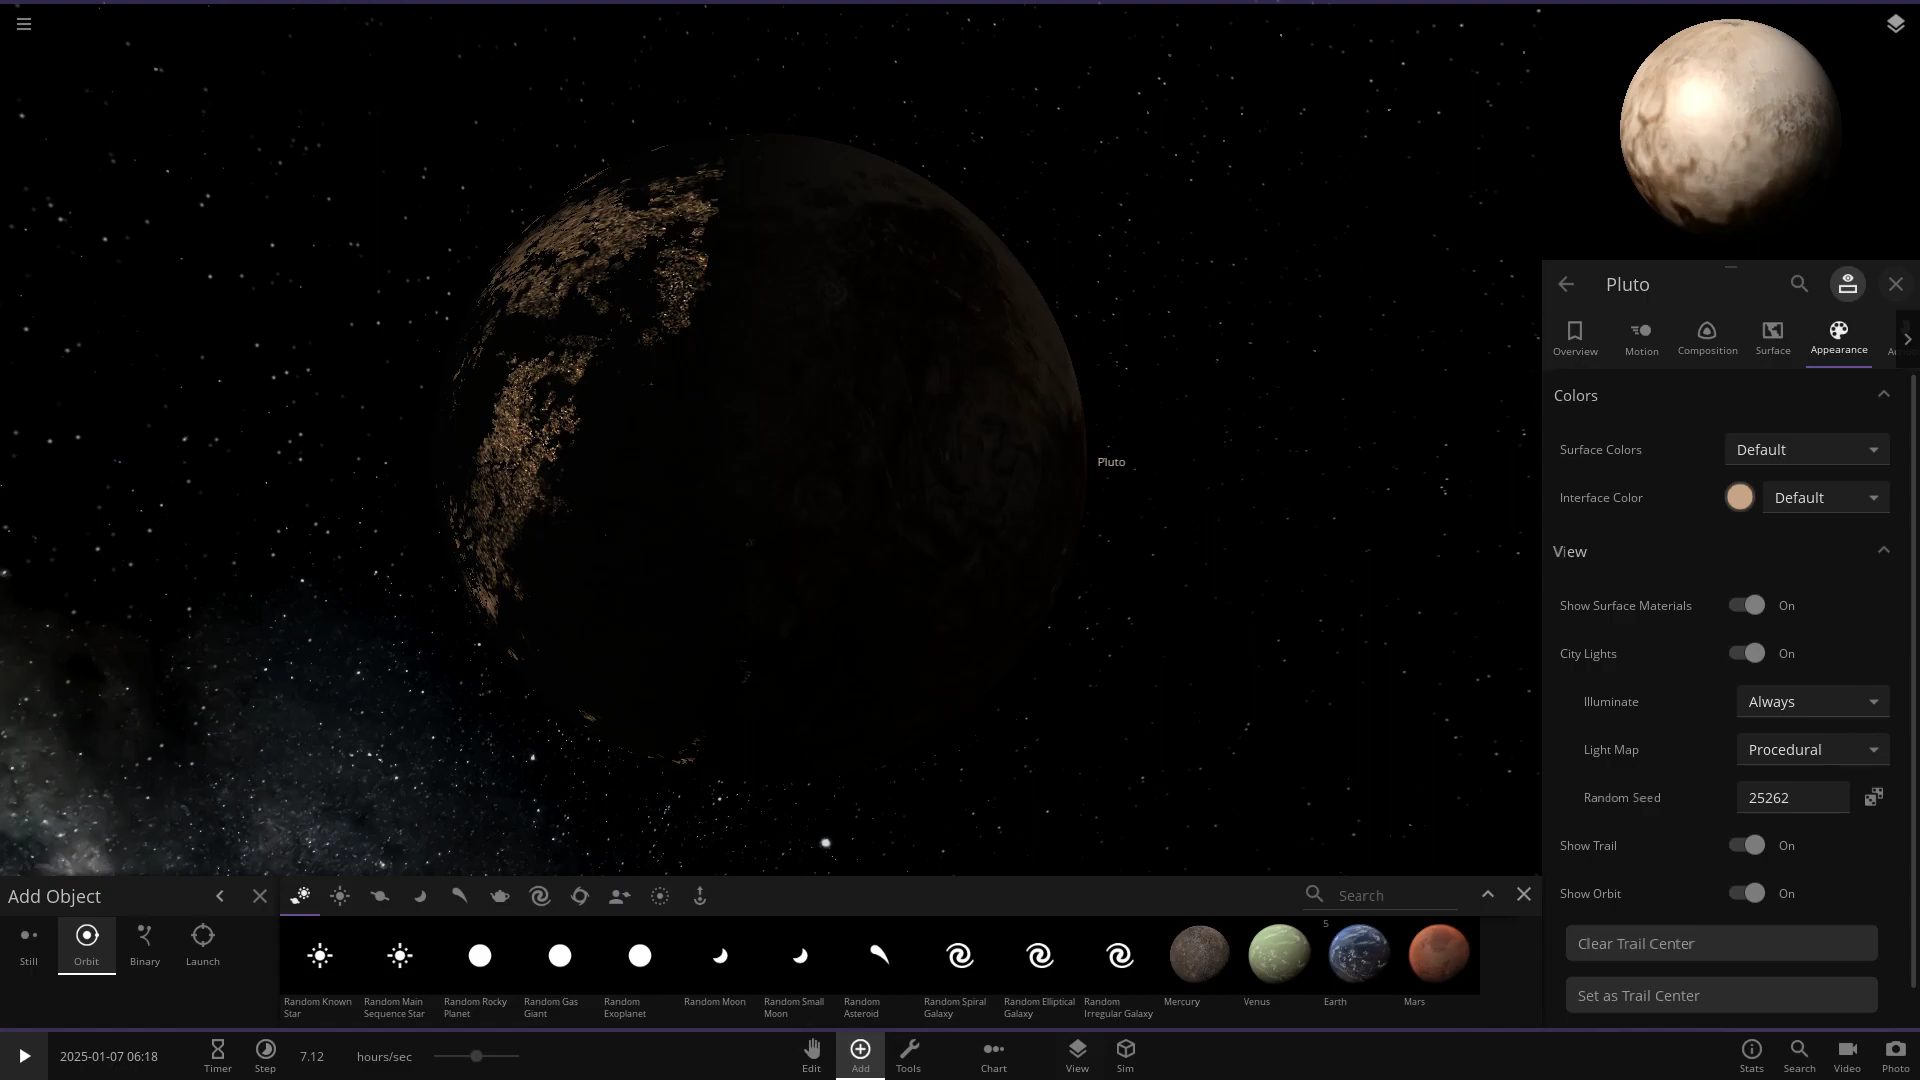 Pluto
Overview
Motion
Composition
Surface
Appearance
Colors
Surface Colors
Default
Interface Color
Default
View
Show Surface Materials
On
City Lights
On
Illuminate
Always
Light Map
Procedural
Random Seed
25262
Show Trail
On
Show Orbit
On
Clear Trail Center
Set as Trail Center
Pluto
Add Object
Search
Still
Orbit
Binary
Launch
Random Known
Star
Random Main
Sequence Star
Random Rocky
Planet
Random Gas
Giant
Random
Exoplanet
Random Moon
Random Small
Moon
Random
Asteroid
Random Spiral
Galaxy
Random Elliptical
Galaxy
Random
Irregular Galaxy
Mercury
Venus
5
Earth
Mars
2025-01-07 06:18
Timer
Step
7.12
hours/sec
Edit
Add
Tools
Chart
View
Sim
Stats
Search
Video
Photo